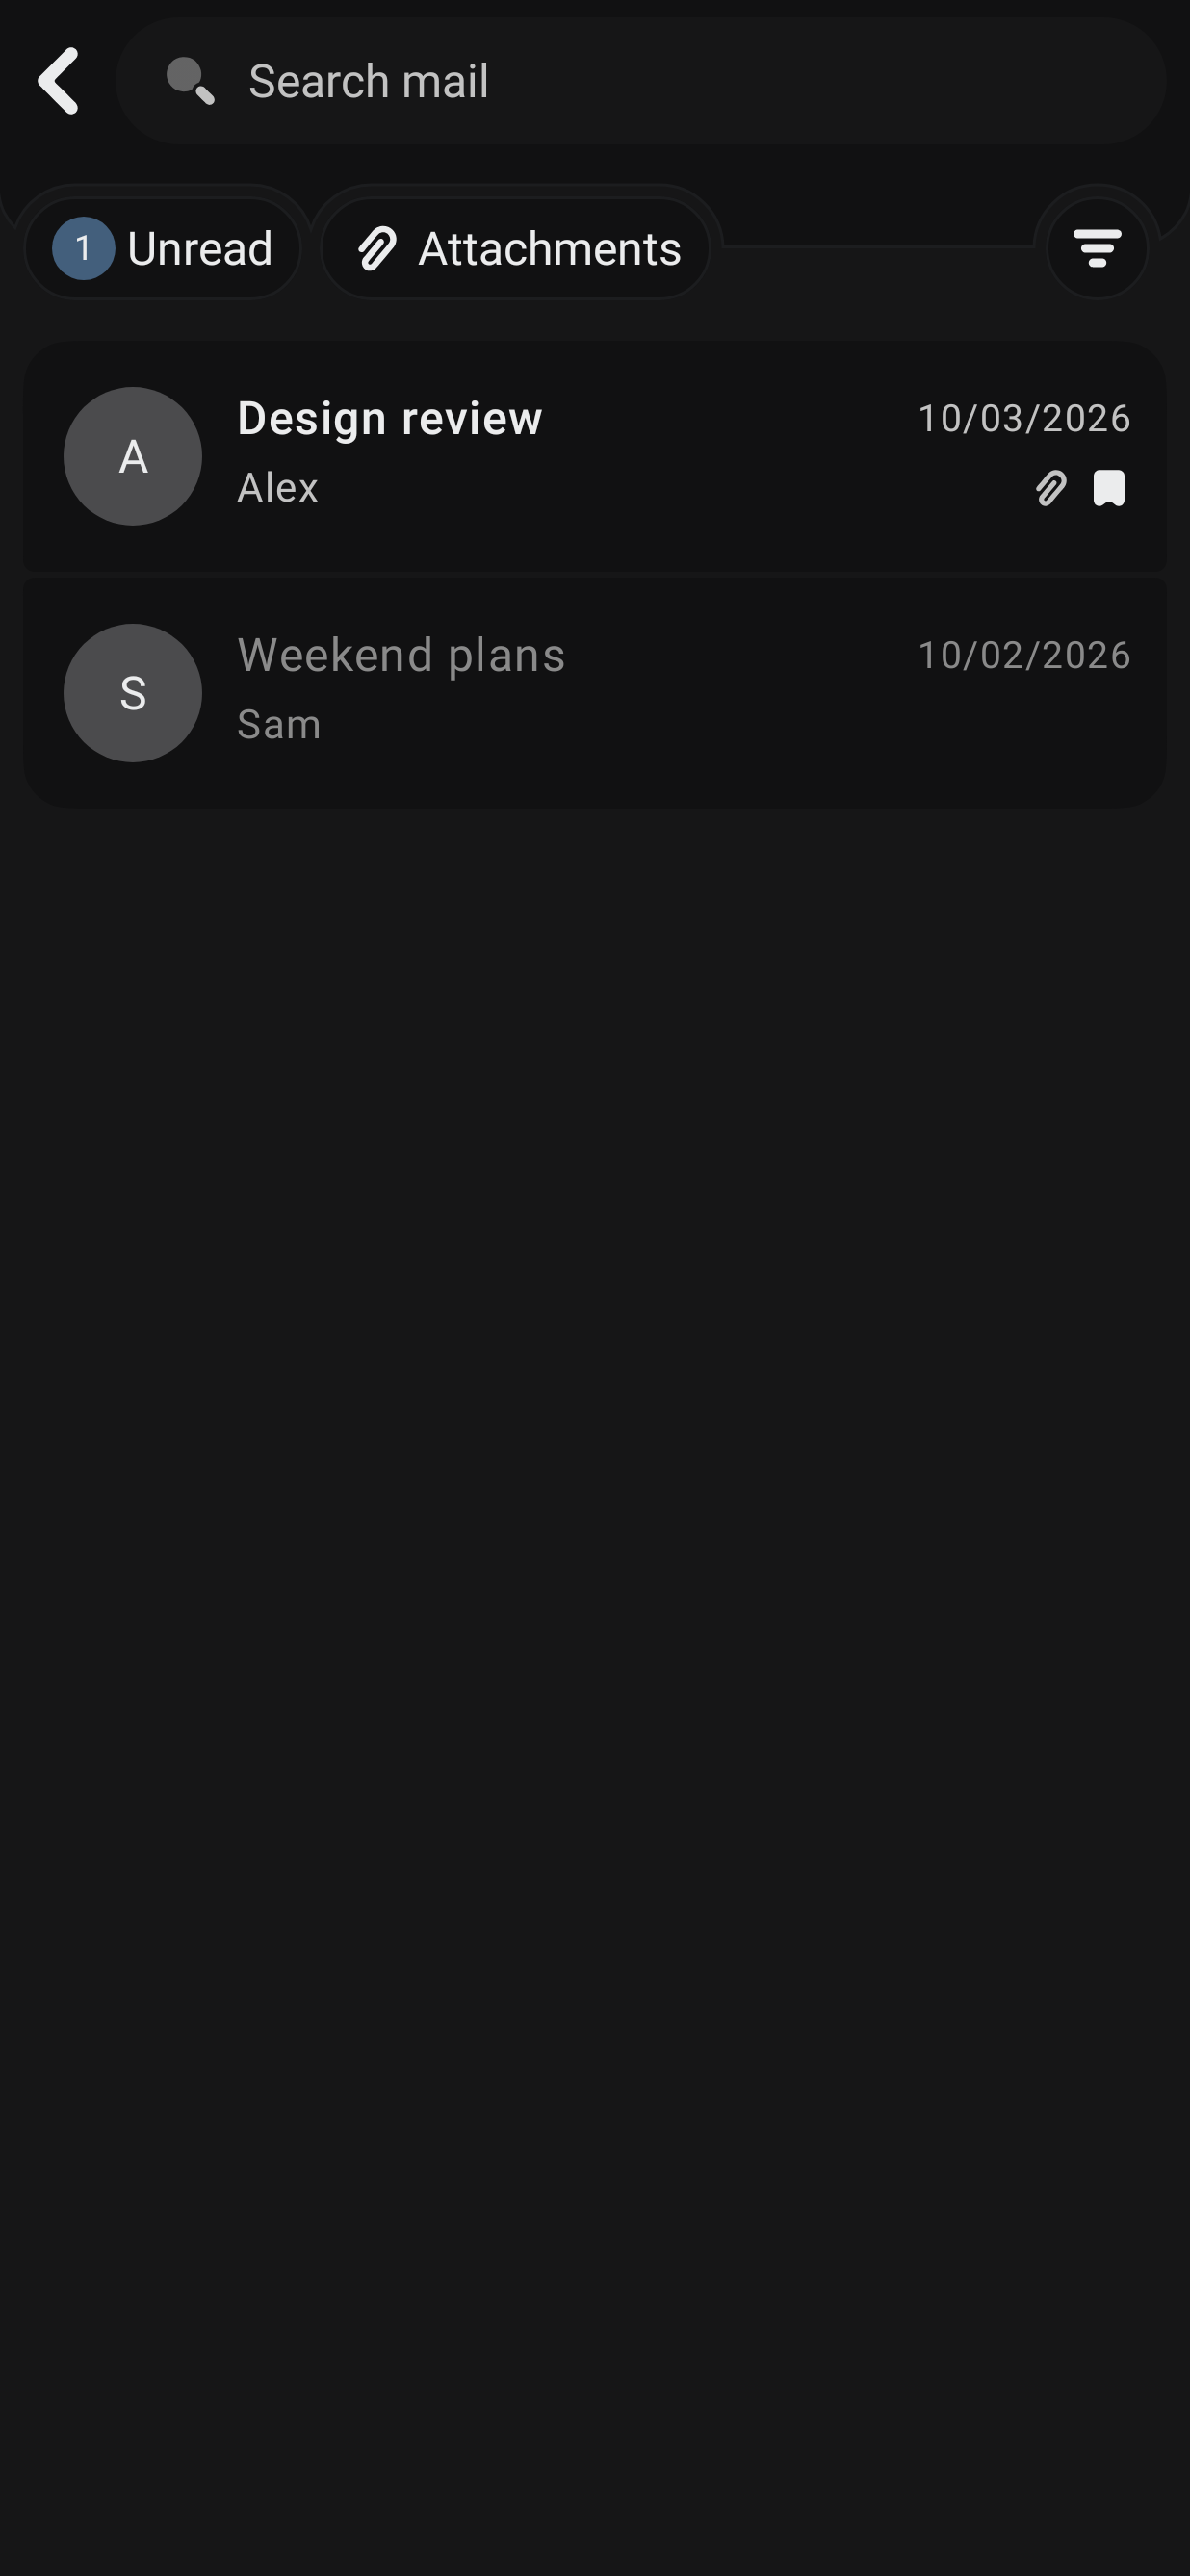 Search mail
1 Unread Attachments
A
Design review
10/03/2026
Alex
S
Weekend plans
10/02/2026
Sam